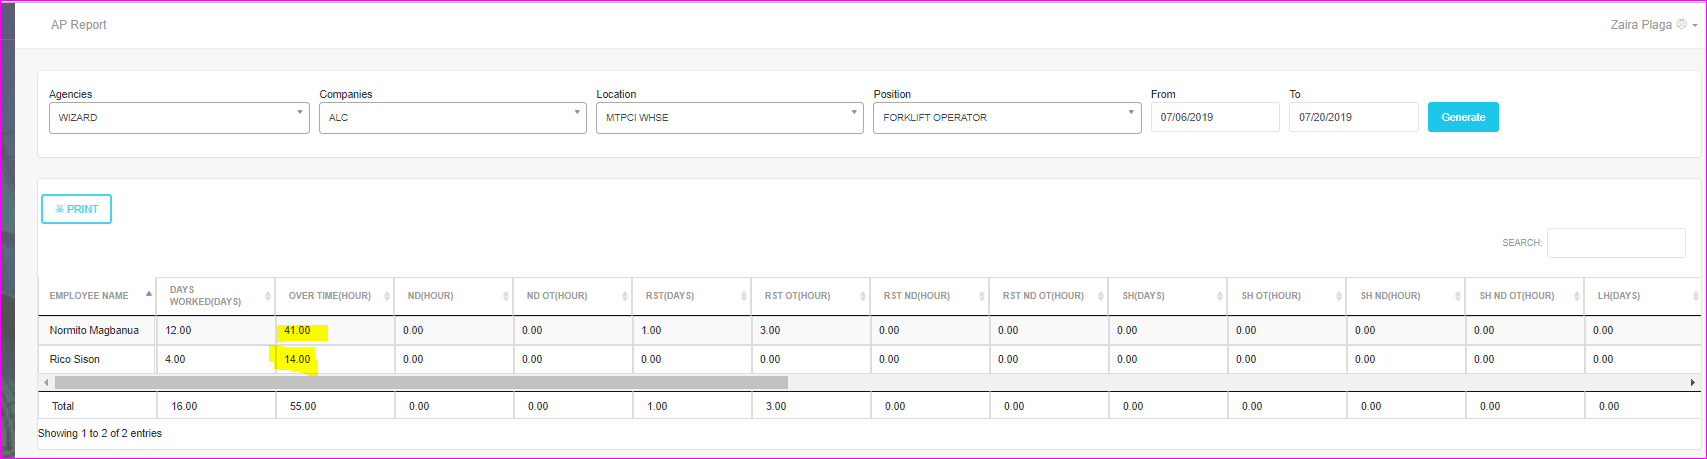 AP Report
Zaira Plaga
Agencies Companies Location Position From To
WIZARD ALC MTPCI WHSE FORKLIFT OPERATOR 07/06/2019 07/20/2019 Generate
PRINT
SEARCH:
EMPLOYEE NAME DAYS WORKED(DAYS) OVER TIME(HOUR) ND(HOUR) ND OT(HOUR) RST(DAYS) RST OT(HOUR) RST ND(HOUR) RST ND OT(HOUR) SH(DAYS) SH OT(HOUR) SH ND(HOUR) SH ND OT(HOUR) LH(DAYS)
Normito Magbanua 12.00 41.00 0.00 0.00 1.00 3.00 0.00 0.00 0.00 0.00 0.00 0.00 0.00
Rico Sison 4.00 14.00 0.00 0.00 0.00 0.00 0.00 0.00 0.00 0.00 0.00 0.00 0.00
Total 16.00 55.00 0.00 0.00 1.00 3.00 0.00 0.00 0.00 0.00 0.00 0.00 0.00
Showing 1 to 2 of 2 entries